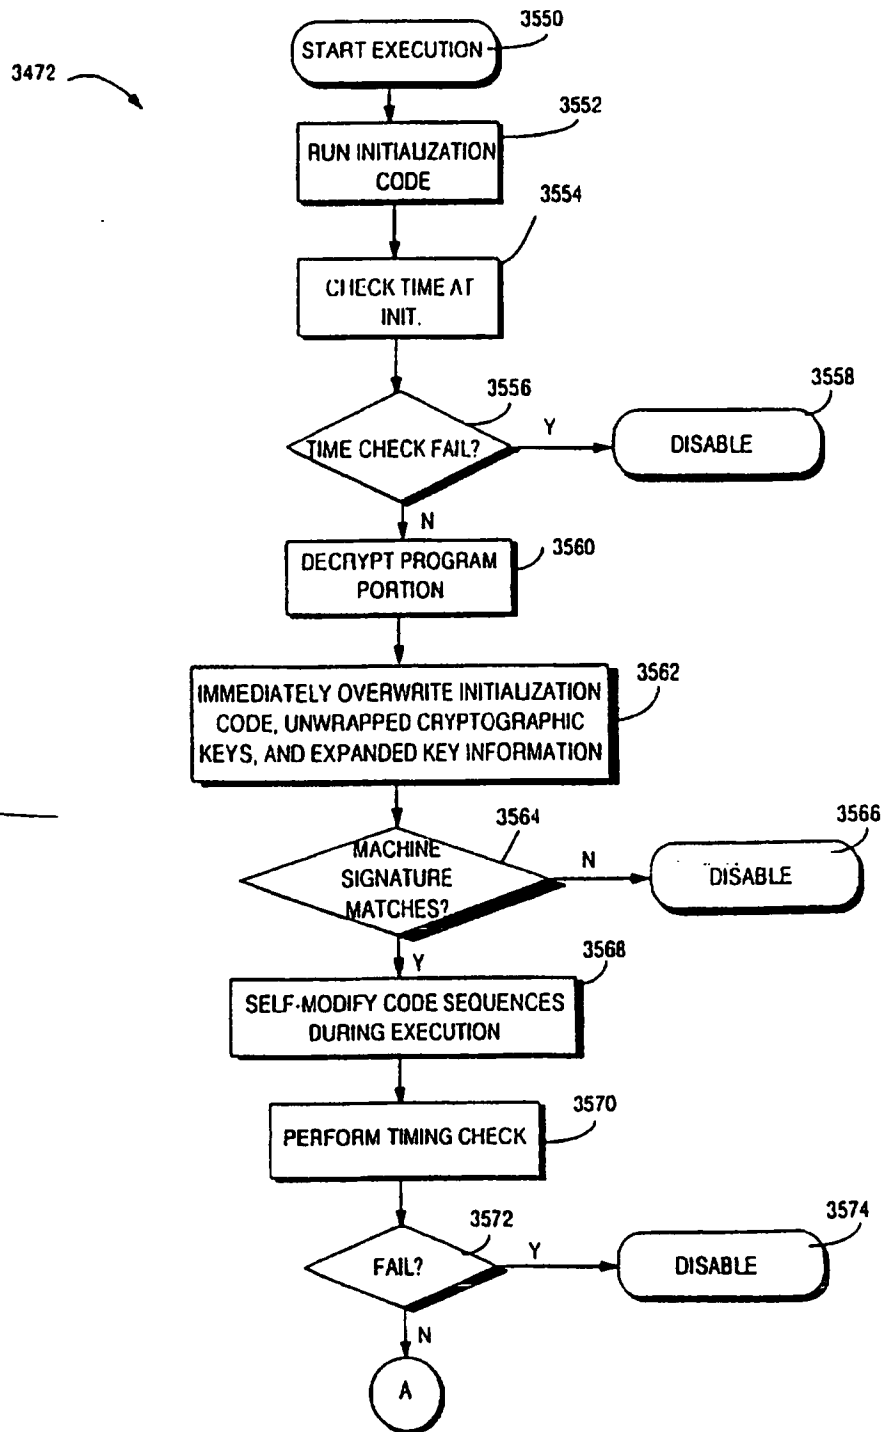 3550
START EXECUTION
3472
3552
RUN INITIALIZATION
CODE
3554
CHECK TIME AT
INIT.
3556
TIME CHECK FAIL?
Y
3558
DISABLE
N
3560
DECRYPT PROGRAM
PORTION
3562
IMMEDIATELY OVERWRITE INITIALIZATION
CODE, UNWRAPPED CRYPTOGRAPHIC
KEYS, AND EXPANDED KEY INFORMATION
3564
MACHINE
SIGNATURE
MATCHES?
N
3566
DISABLE
Y
3568
SELF-MODIFY CODE SEQUENCES
DURING EXECUTION
3570
PERFORM TIMING CHECK
3572
FAIL?
Y
3574
DISABLE
N
A